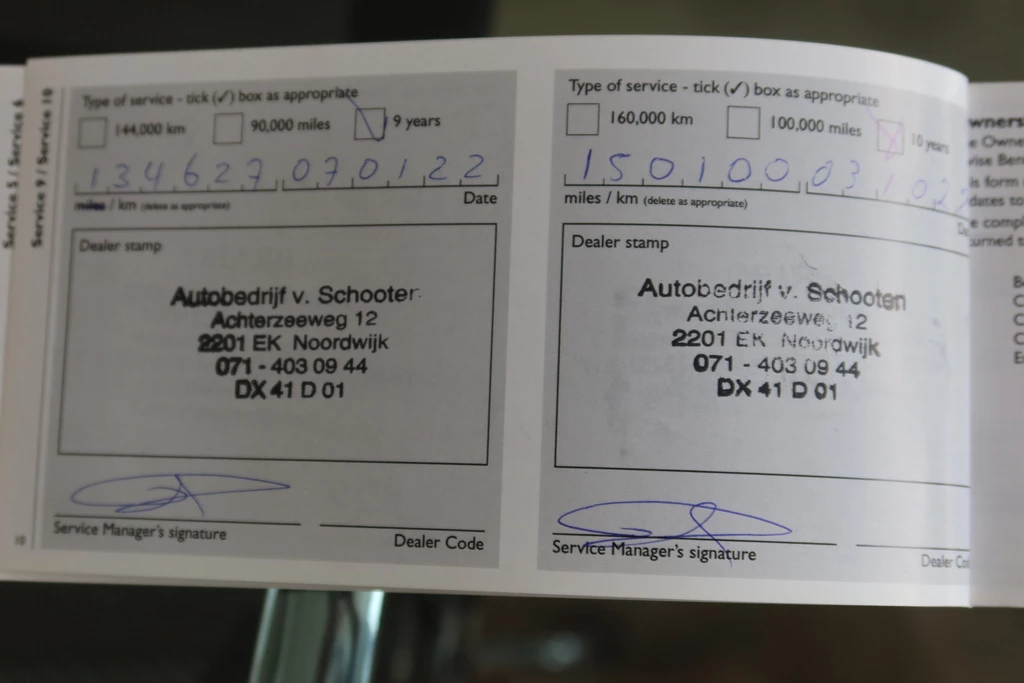 Service 5 / Service 6
Service 9 / Service 10
Type of service - tick (✓) box as appropriate
144,000 km 90,000 miles 9 years
134627 070122
miles / km (delete as appropriate) Date
Dealer stamp
Autobedrijf v. Schooten
Achterzeeweg 12
2201 EK Noordwijk
071 - 403 09 44
DX 41 D 01
Service Manager's signature Dealer Code
10
Type of service - tick (✓) box as appropriate
160,000 km 100,000 miles 10 years
150100 03102
miles / km (delete as appropriate)
Dealer stamp
Autobedrijf v. Schooten
Achterzeeweg 12
2201 EK Noordwijk
071 - 403 09 44
DX 41 D 01
Service Manager's signature Dealer Co